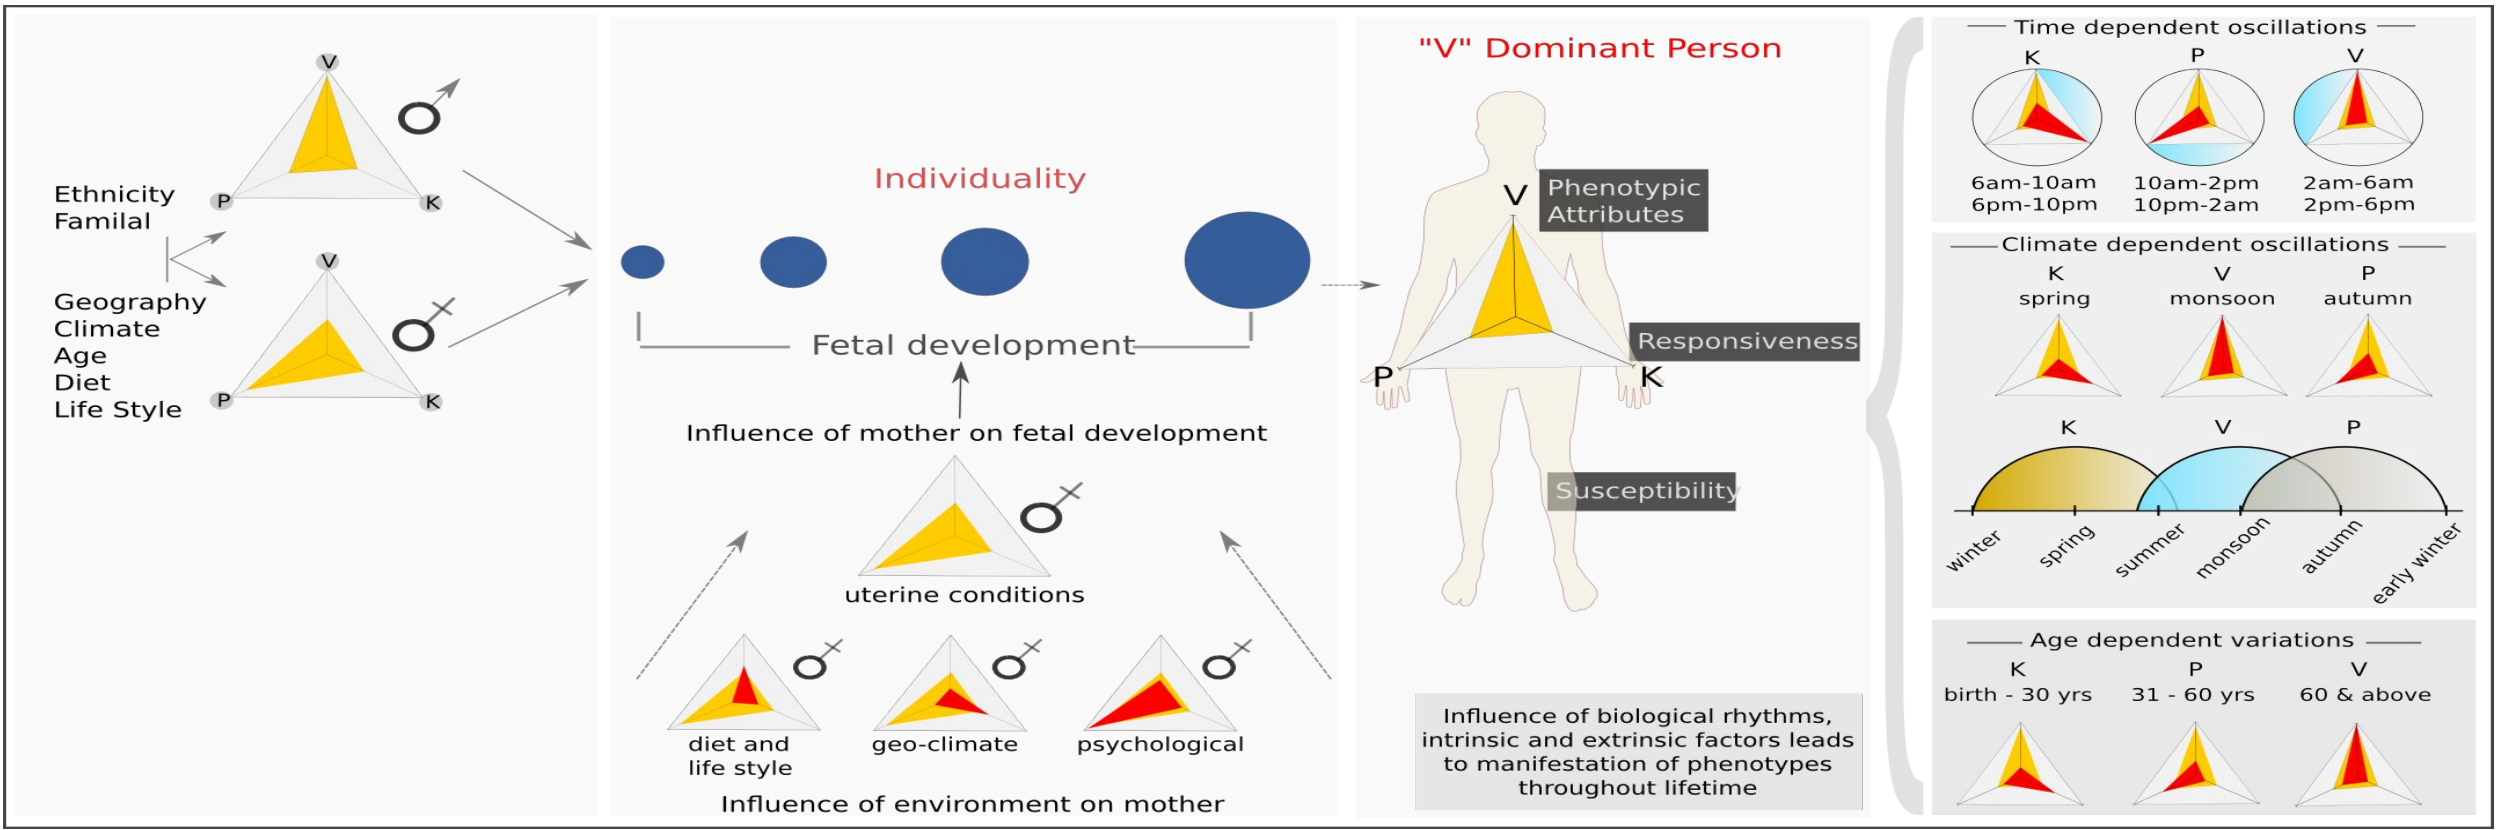 V
P
K
Ethnicity
Familal
V
P
K
Geography
Climate
Age
Diet
Life Style
Individuality
Fetal development
Influence of mother on fetal development
uterine conditions
diet and
life style
geo-climate
psychological
Influence of environment on mother
"V" Dominant Person
V
Phenotypic
Attributes
Responsiveness
P
K
Susceptibility
Influence of biological rhythms,
intrinsic and extrinsic factors leads
to manifestation of phenotypes
throughout lifetime
Time dependent oscillations
K P V
6am-10am 10am-2pm 2am-6am
6pm-10pm 10pm-2am 2pm-6pm
Climate dependent oscillations
K V P
spring monsoon autumn
K V P
winter spring summer monsoon autumn early winter
Age dependent variations
K P V
birth - 30 yrs 31 - 60 yrs 60 & above